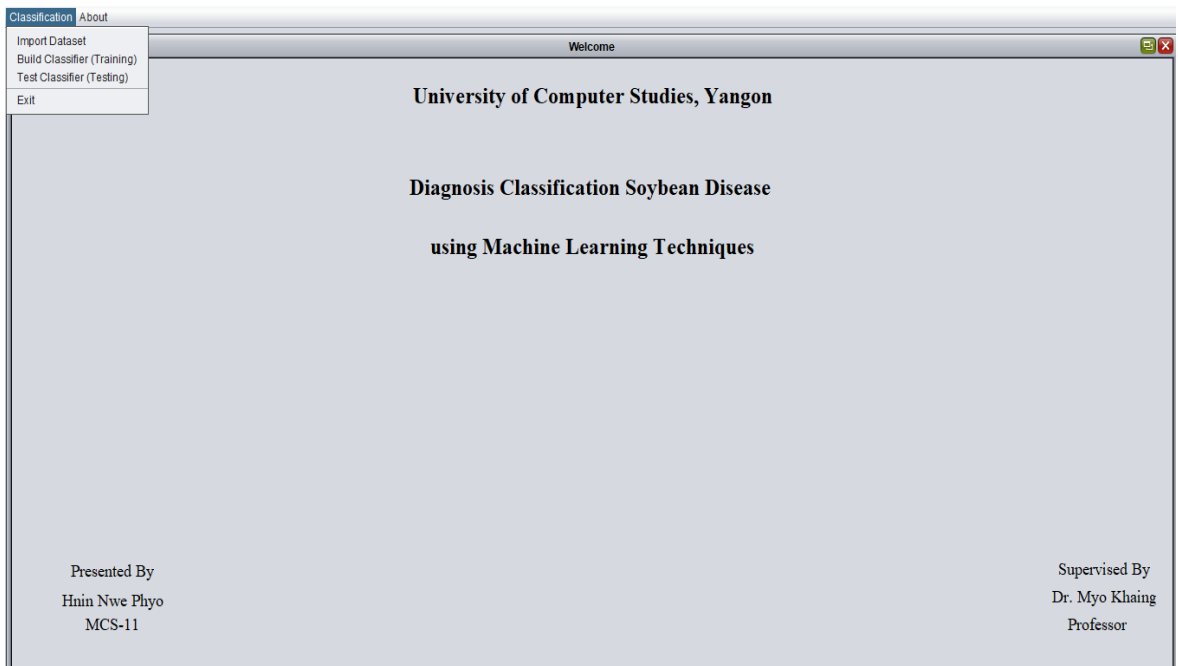 Classification About
Import Dataset
Build Classifier (Training)
Test Classifier (Testing)
Exit
Welcome
University of Computer Studies, Yangon
Diagnosis Classification Soybean Disease
using Machine Learning Techniques
Presented By
Hnin Nwe Phyo
MCS-11
Supervised By
Dr. Myo Khaing
Professor